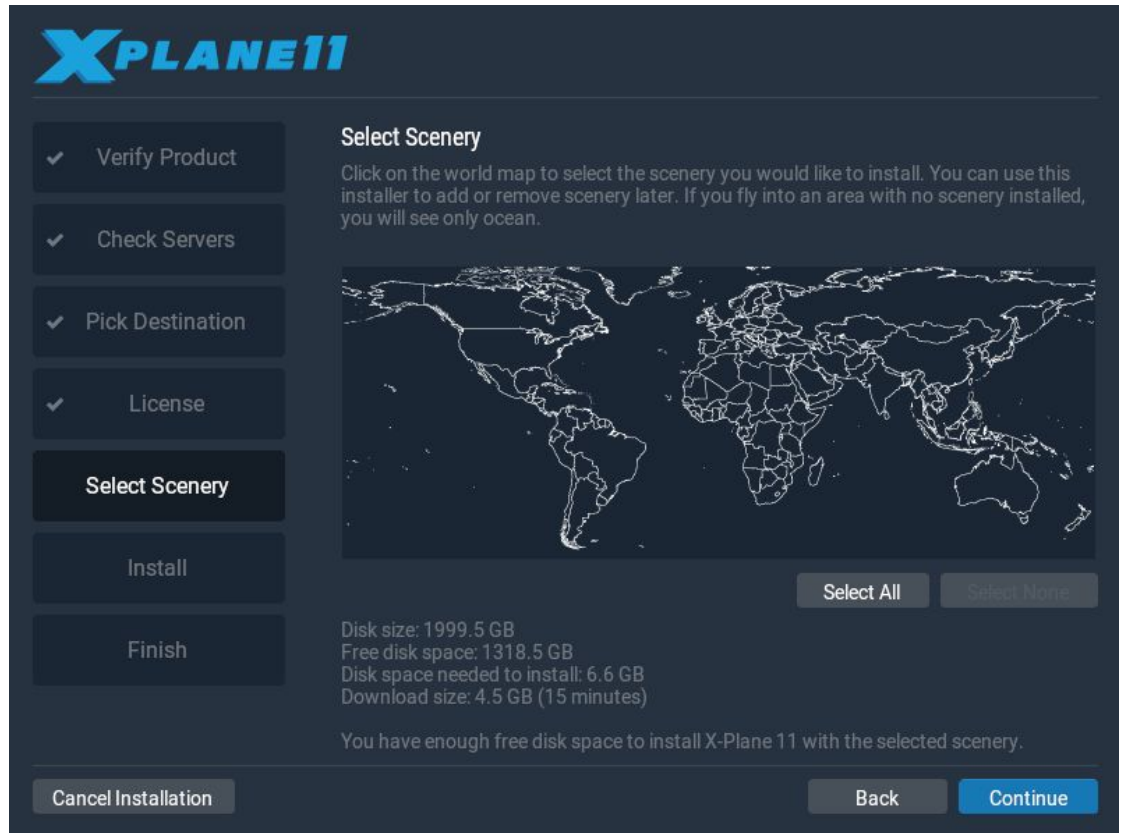 XPLANE11
Verify Product
Check Servers
Pick Destination
License
Select Scenery
Install
Finish
Select Scenery
Click on the world map to select the scenery you would like to install. You can use this
installer to add or remove scenery later. If you fly into an area with no scenery installed,
you will see only ocean.
Select All
Select None
Disk size: 1999.5 GB
Free disk space: 1318.5 GB
Disk space needed to install: 6.6 GB
Download size: 4.5 GB (15 minutes)
You have enough free disk space to install X-Plane 11 with the selected scenery.
Cancel Installation
Back
Continue